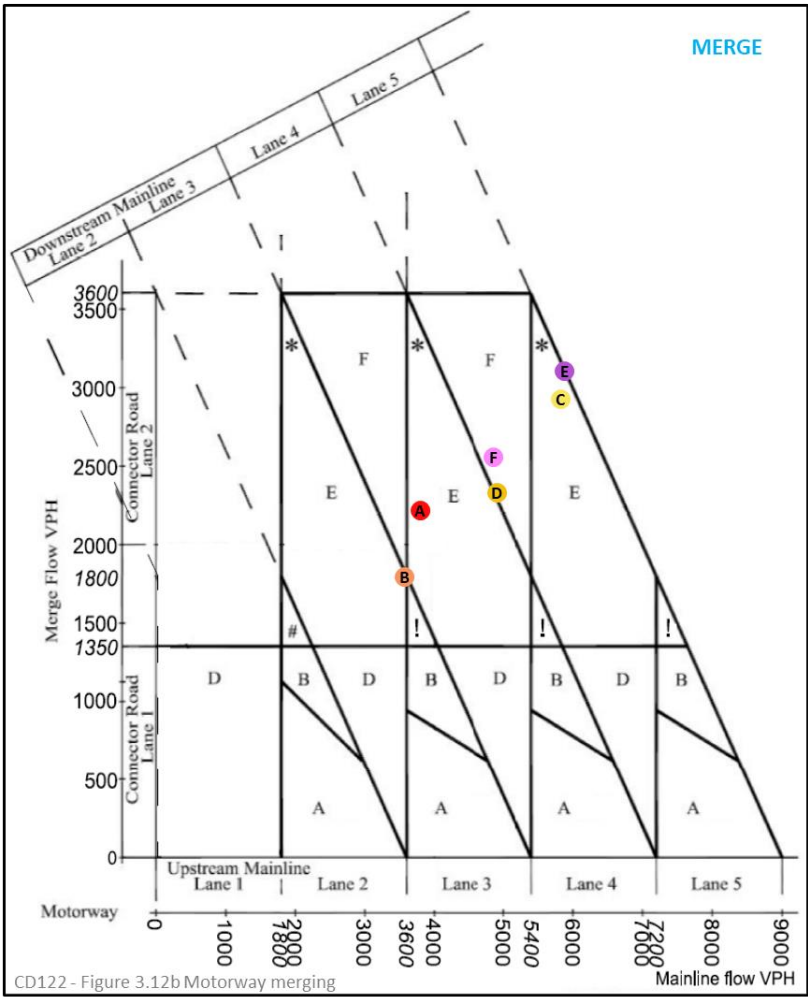 MERGE
Lane 5
Lane 4
Downstream Mainline
Lane 3
Lane 2
3600
3500
* * *
F F
E
3000
C
Connector Road
Lane 2
F
2500
E E E
D
A
Merge Flow VPH
2000
1800
B
1500
# ! ! !
1350
D B D B D B D B
1000
Connector Road
Lane 1
500
A A A A
0
Upstream Mainline
Lane 1 Lane 2 Lane 3 Lane 4 Lane 5
Motorway
0 1000 1800 2000 3000 3600 4000 5000 5400 6000 7000 7200 8000 9000
CD122 - Figure 3.12b Motorway merging
Mainline flow VPH